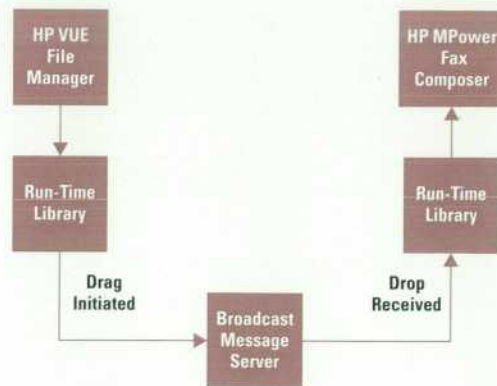 HP VUE
File
Manager
HP MPower
Fax
Composer
Run-Time
Library
Run-Time
Library
Drag
Initiated
Drop
Received
Broadcast
Message
Server